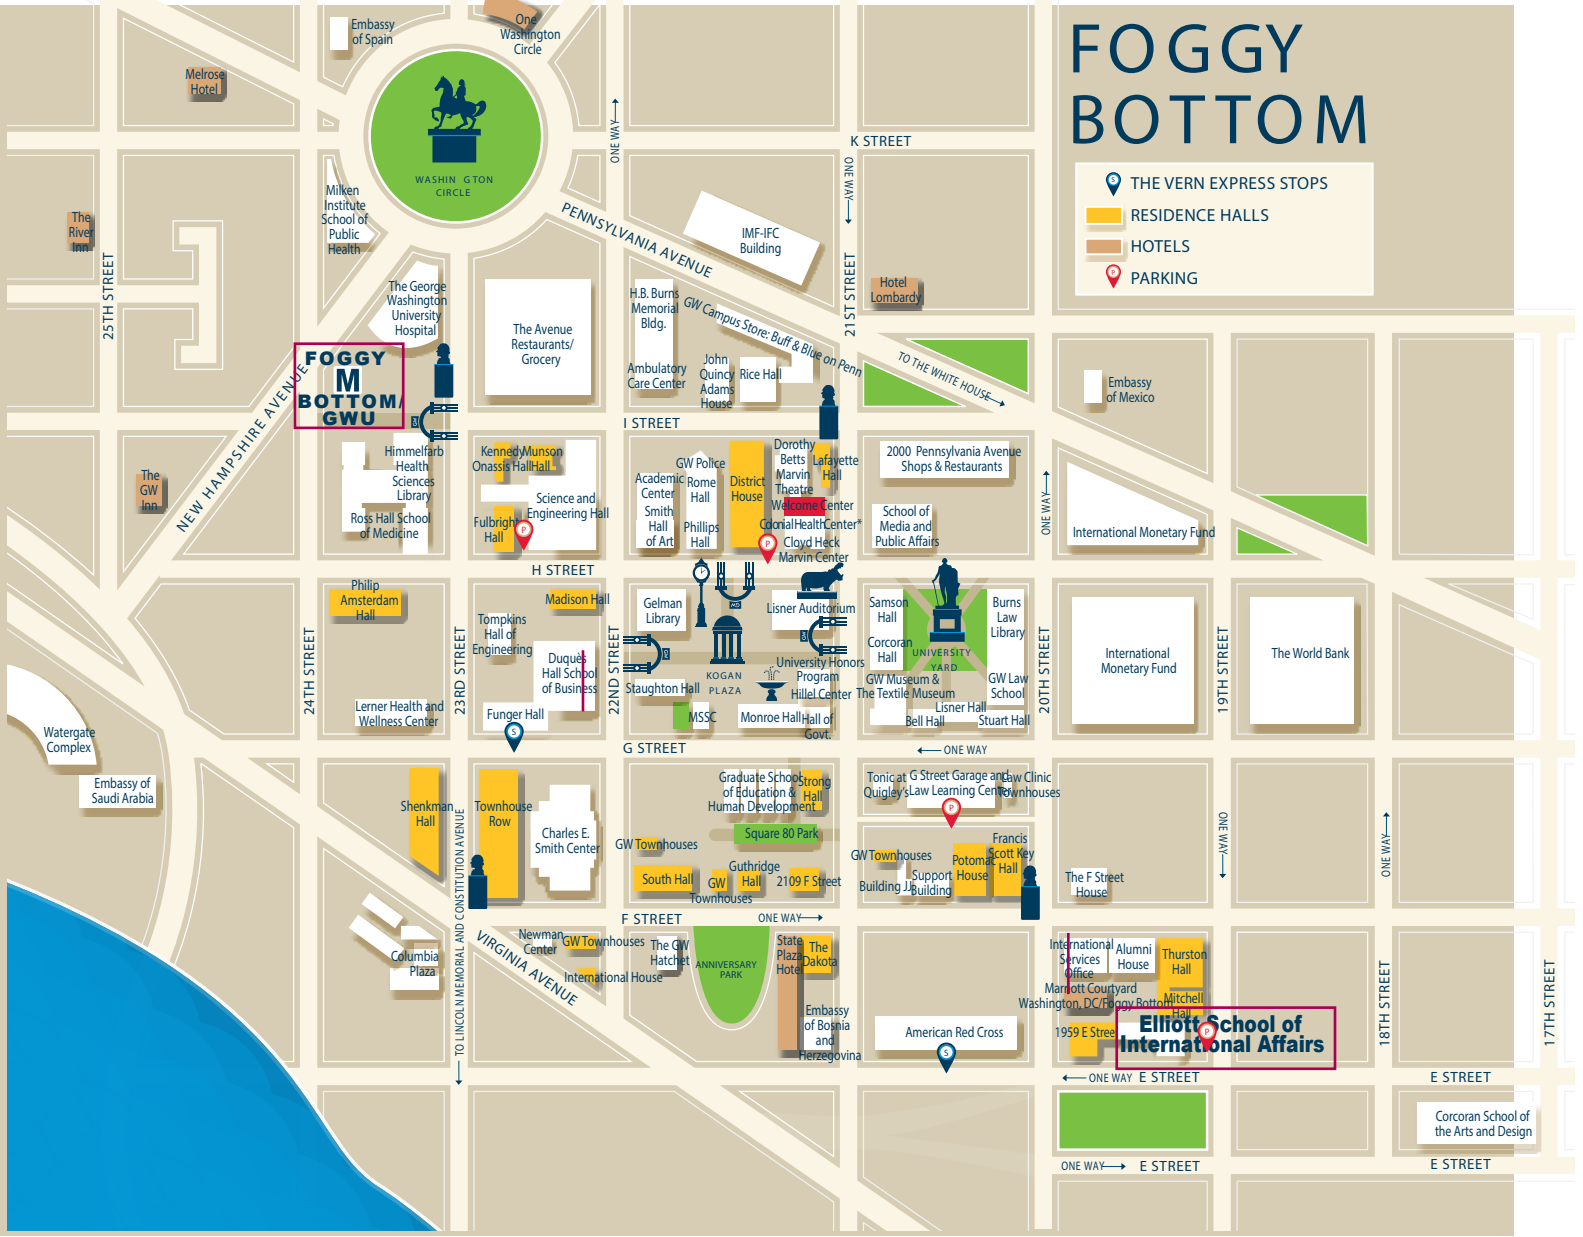 FOGGY
BOTTOM
THE VERN EXPRESS STOPS
RESIDENCE HALLS
HOTELS
PARKING
S
P
Embassy
of Spain
One
Washington
Circle
Melrose
Hotel
WASHIN GTON
CIRCLE
ONE WAY
K STREET
ONE WAY
Milken
Institute
School of
Public
Health
The
River
Inn
PENNSYLVANIA AVENUE
IMF-IFC
Building
25TH STREET
21ST STREET
Hotel
Lombardy
The George
Washington
University
Hospital
The Avenue
Restaurants/
Grocery
H.B. Burns
Memorial
Bldg.
GW Campus Store: Buff & Blue on Penn
Ambulatory
Care Center
John
Quincy
Adams
House
Rice Hall
TO THE WHITE HOUSE
Embassy
of Mexico
FOGGY
M
BOTTOM/
GWU
NEW HAMPSHIRE AVENUE
I STREET
The
GW
Inn
Himmelfarb
Health
Sciences
Library
Ross Hall School
of Medicine
Kennedy
Onassis Hall
Munson
Hall
Science and
Engineering Hall
Fulbright
Hall
P
Academic
Center
Smith
Hall
of Art
GW Police
Rome
Hall
Phillips
Hall
District
House
Dorothy
Betts
Marvin
Theatre
Lafayette
Hall
Welcome Center
Colonial Health Center*
Cloyd Heck
Marvin Center
P
2000 Pennsylvania Avenue
Shops & Restaurants
School of
Media and
Public Affairs
ONE WAY
International Monetary Fund
H STREET
Philip
Amsterdam
Hall
Madison Hall
Tompkins
Hall of
Engineering
Duquès
Hall School
of Business
Gelman
Library
Lisner Auditorium
Samson
Hall
Corcoran
Hall
Burns
Law
Library
UNIVERSITY
YARD
University Honors
Program
KOGAN
PLAZA
Staughton Hall
Hillel Center
GW Museum &
The Textile Museum
GW Law
School
Lisner Hall
Bell Hall
Stuart Hall
MSSC
Monroe Hall
Hall of
Govt.
24TH STREET
23RD STREET
22ND STREET
20TH STREET
19TH STREET
International
Monetary Fund
The World Bank
Lerner Health and
Wellness Center
Funger Hall
S
Watergate
Complex
Embassy of
Saudi Arabia
G STREET
ONE WAY
Shenkman
Hall
Townhouse
Row
Charles E.
Smith Center
Graduate School
of Education &
Human Development
Strong
Hall
Square 80 Park
GW Townhouses
South Hall
GW
Townhouses
Guthridge
Hall
2109 F Street
Tonic at
Quigley's
G Street Garage and
Law Learning Center
Law Clinic
Townhouses
P
GW Townhouses
Building JJ
Support
Building
Potomac
House
Francis
Scott Key
Hall
The F Street
House
ONE WAY
ONE WAY
TO LINCOLN MEMORIAL AND CONSTITUTION AVENUE
F STREET
ONE WAY
VIRGINIA AVENUE
Columbia
Plaza
Newman
Center
GW Townhouses
International House
The GW
Hatchet
ANNIVERSARY
PARK
State
Plaza
Hotel
The
Dakota
Embassy
of Bosnia
and
Herzegovina
American Red Cross
S
International
Services
Office
Alumni
House
Thurston
Hall
Marriott Courtyard
Washington, DC/Foggy Bottom
Mitchell
Hall
1959 E Street
Elliott School of
International Affairs
P
18TH STREET
17TH STREET
ONE WAY
E STREET
E STREET
Corcoran School of
the Arts and Design
ONE WAY
E STREET
E STREET